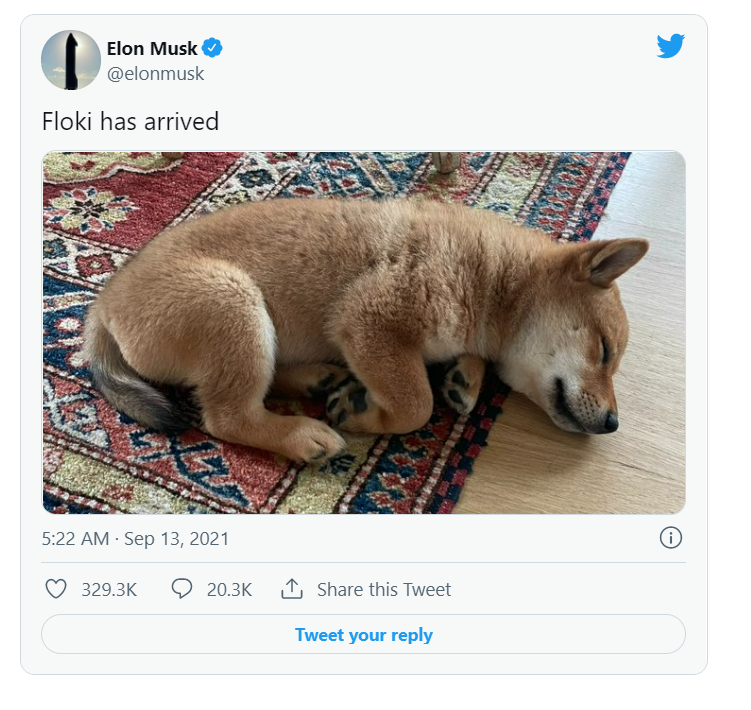 Elon Musk
@elonmusk
Floki has arrived
5:22 AM · Sep 13, 2021
329.3K 20.3K Share this Tweet
Tweet your reply